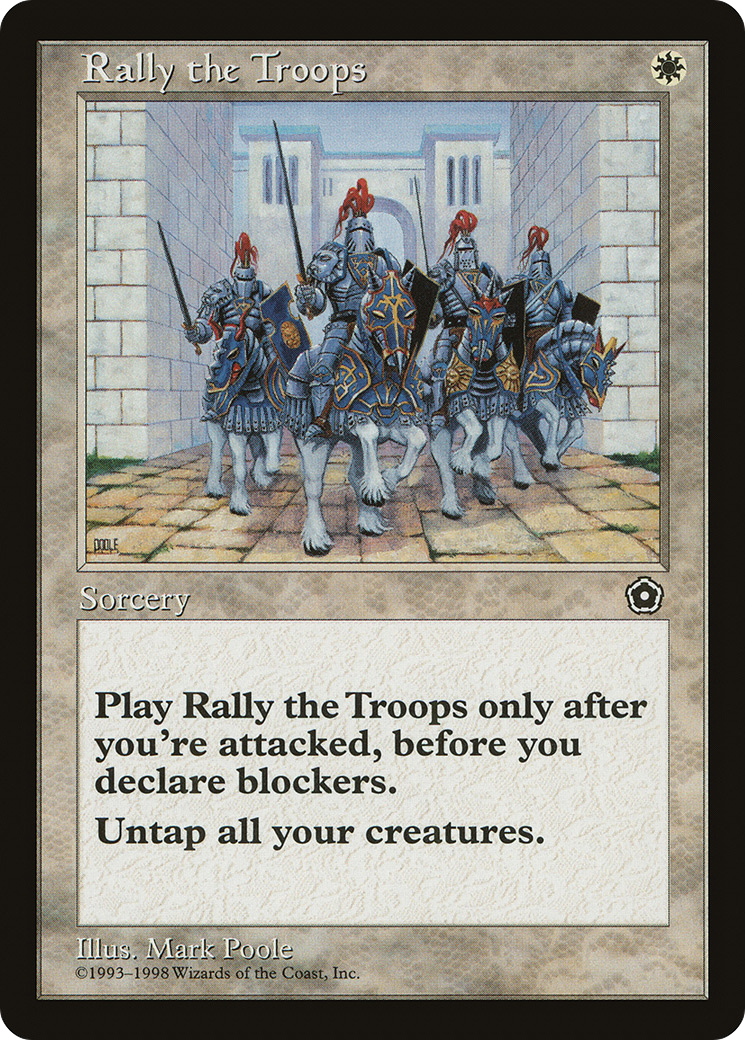 Rally the Troops
POOLE
Sorcery
Play Rally the Troops only after
you're attacked, before you
declare blockers.
Untap all your creatures.
Illus. Mark Poole
©1993–1998 Wizards of the Coast, Inc.